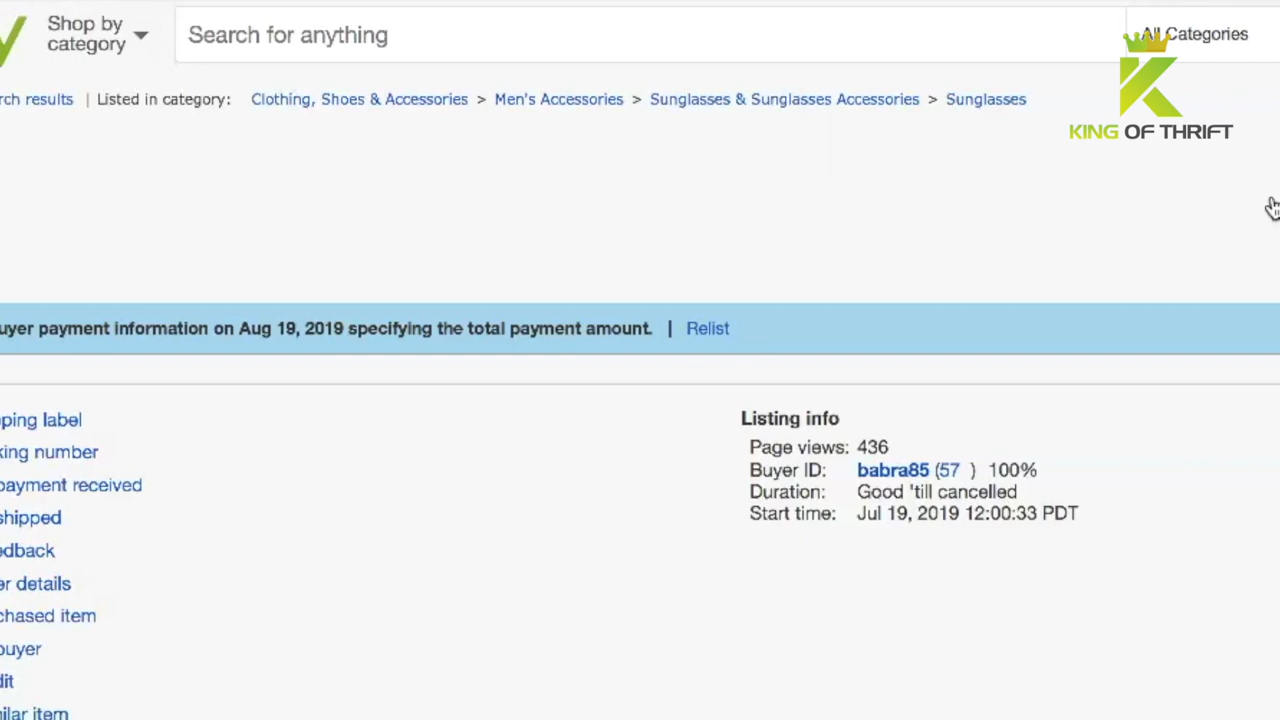 Shop by
category
Search for anything
All Categories
KING OF THRIFT
rch results | Listed in category: Clothing, Shoes & Accessories > Men's Accessories > Sunglasses & Sunglasses Accessories > Sunglasses
uyer payment information on Aug 19, 2019 specifying the total payment amount. | Relist
ping label
king number
payment received
shipped
edback
er details
chased item
buyer
dit
milar item
Listing info
Page views: 436
Buyer ID: babra85 (57 ) 100%
Duration: Good 'till cancelled
Start time: Jul 19, 2019 12:00:33 PDT